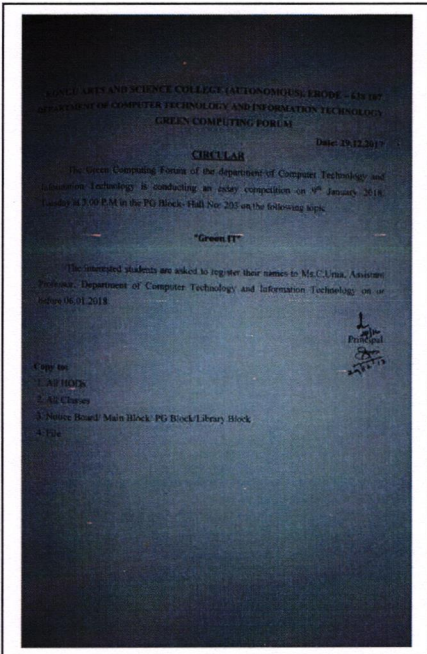 KONGU ARTS AND SCIENCE COLLEGE (AUTONOMOUS), ERODE – 638 107
DEPARTMENT OF COMPUTER TECHNOLOGY AND INFORMATION TECHNOLOGY
GREEN COMPUTING FORUM
Date: 29.12.2017
CIRCULAR
The Green Computing Forum of the department of Computer Technology and
Information Technology is conducting an essay competition on 9th January 2018,
Tuesday at 3.00 P.M in the PG Block- Hall No: 205 on the following topic
"Green IT"
The interested students are asked to register their names to Ms.C.Uma, Assistant
Professor, Department of Computer Technology and Information Technology on or
before 06.01.2018.
Principal
Copy to:
1. All HODs
2. All Classes
3. Notice Board/ Main Block/ PG Block/Library Block
4. File